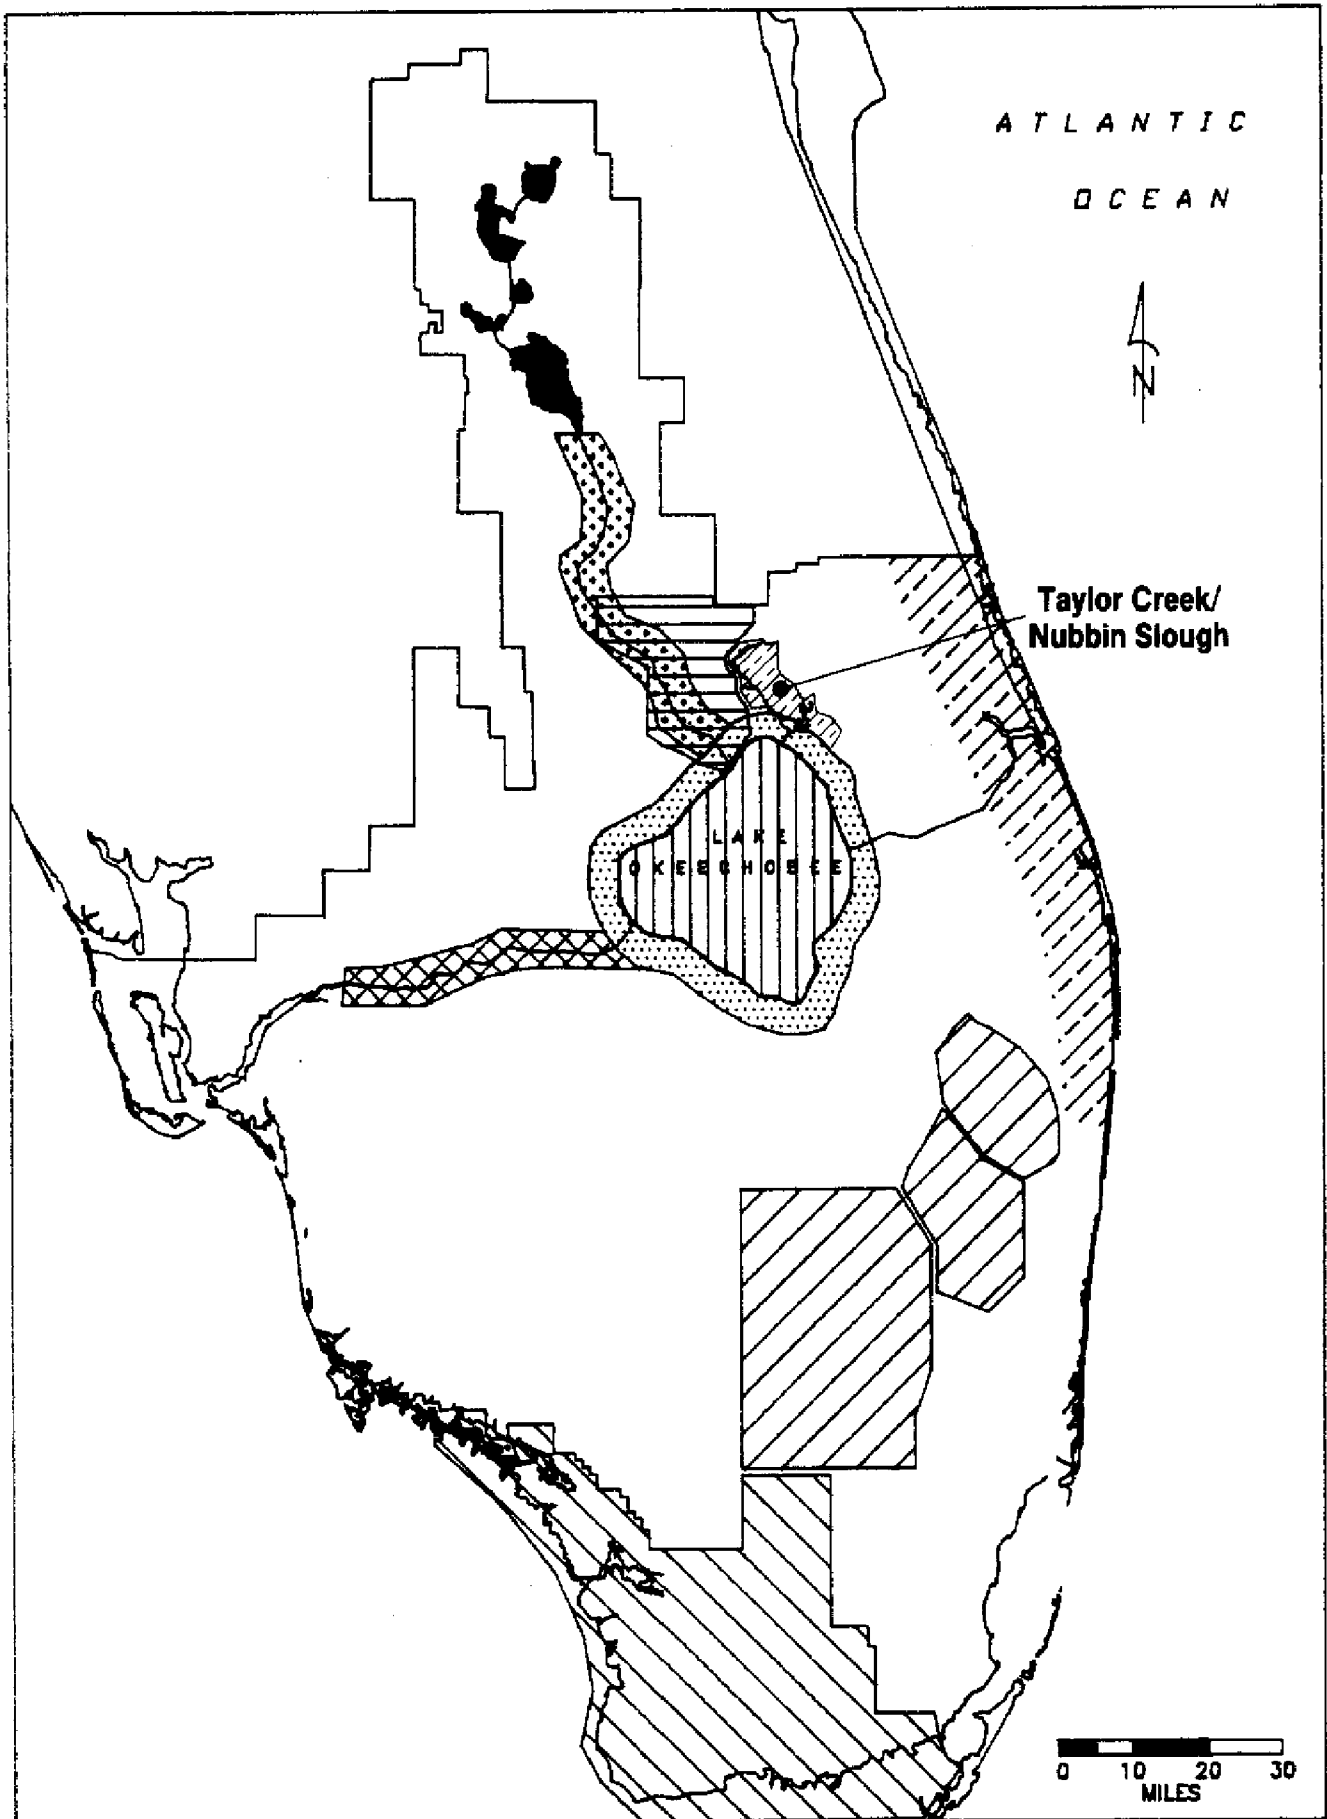 ATLANTIC
OCEAN
N
Taylor Creek/
Nubbin Slough
LAKE
OKEECHOBEE
0 10 20 30
MILES